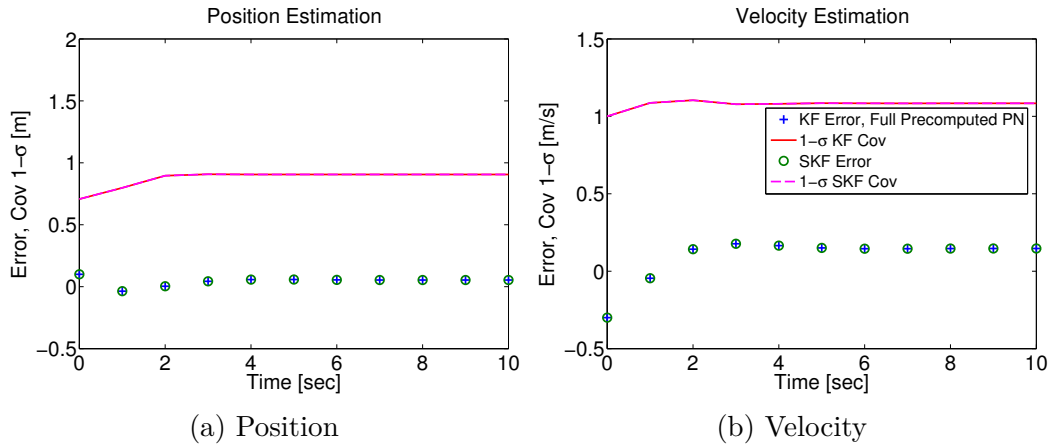 Position Estimation
2
1.5
1
0.5
0
−0.5
Error, Cov 1−σ [m]
0 2 4 6 8 10
Time [sec]
(a) Position
Velocity Estimation
1.5
1
0.5
0
−0.5
Error, Cov 1−σ [m/s]
KF Error, Full Precomputed PN
1−σ KF Cov
SKF Error
1−σ SKF Cov
0 2 4 6 8 10
Time [sec]
(b) Velocity